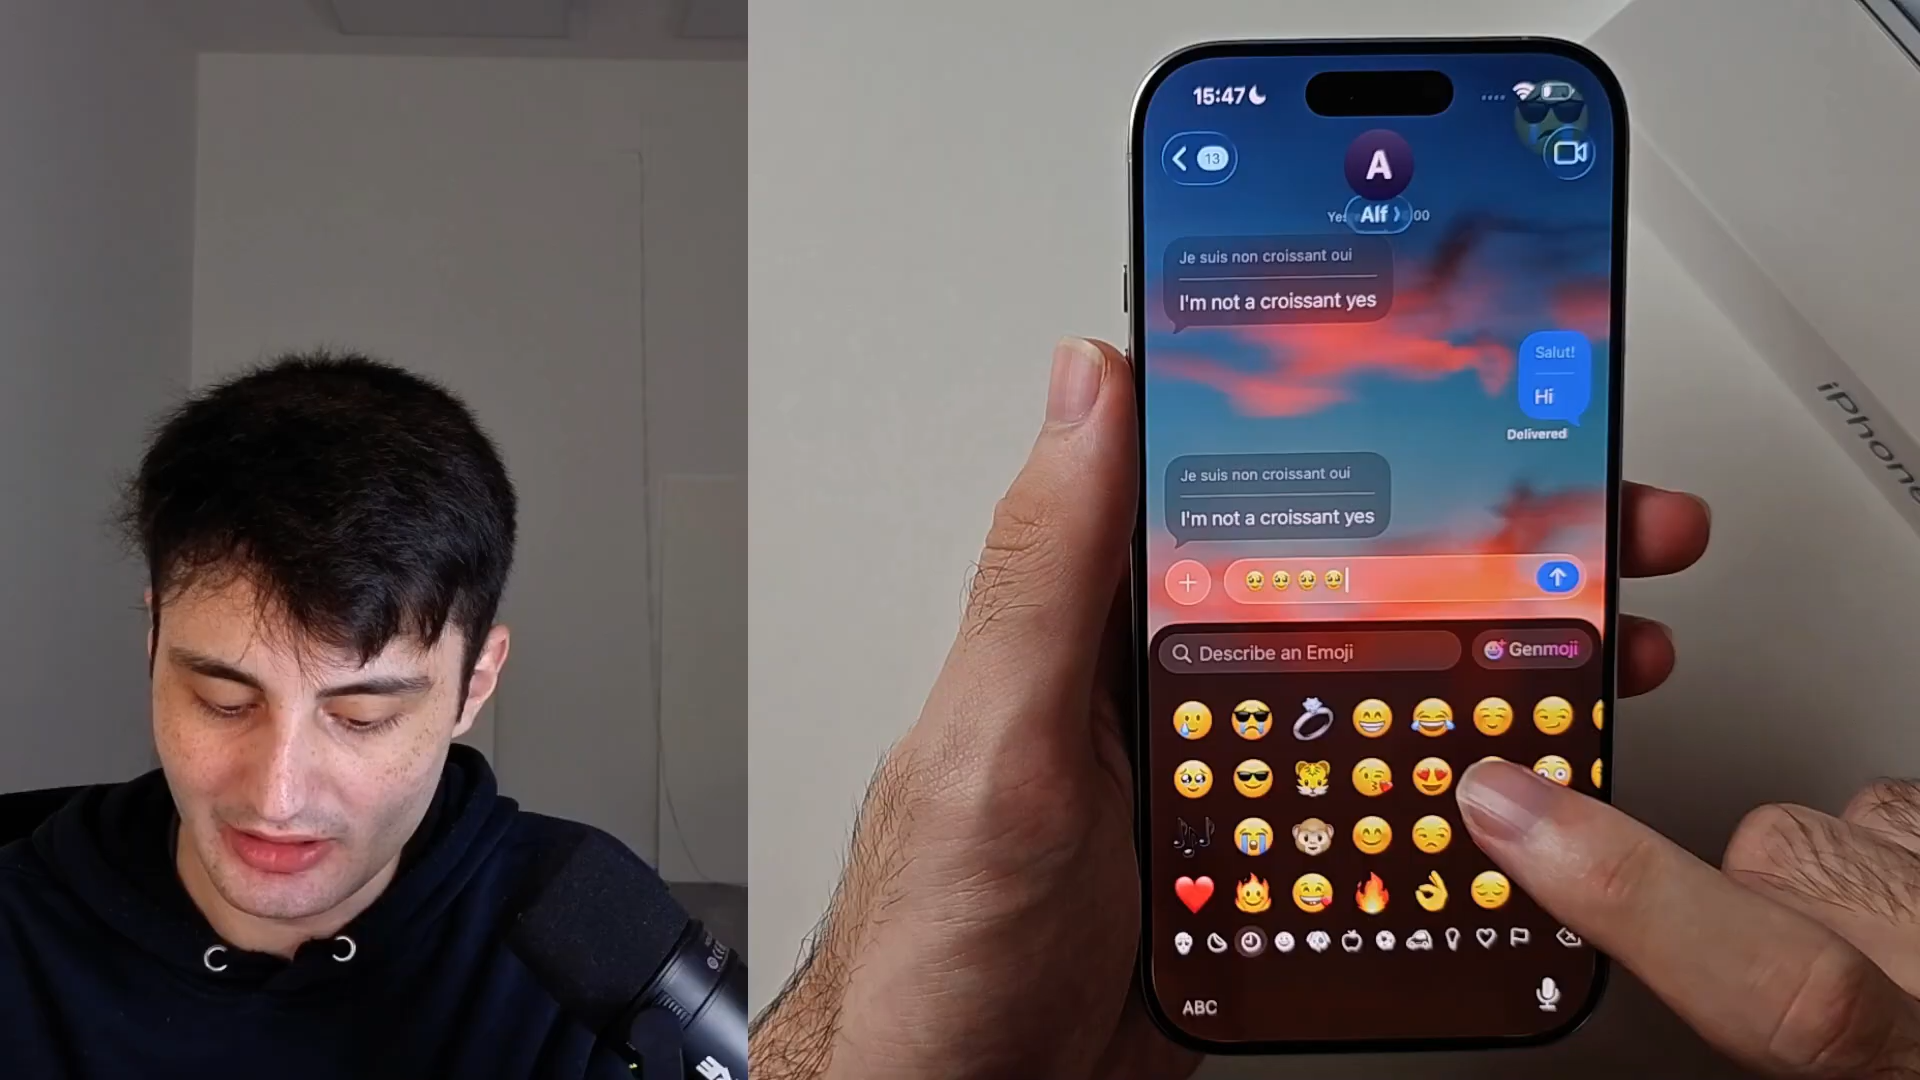 15:47
13
A
Alf
Je suis non croissant oui
I'm not a croissant yes
Salut!
Hi
Delivered
Je suis non croissant oui
I'm not a croissant yes
Describe an Emoji
Genmoji
ABC
iPhone